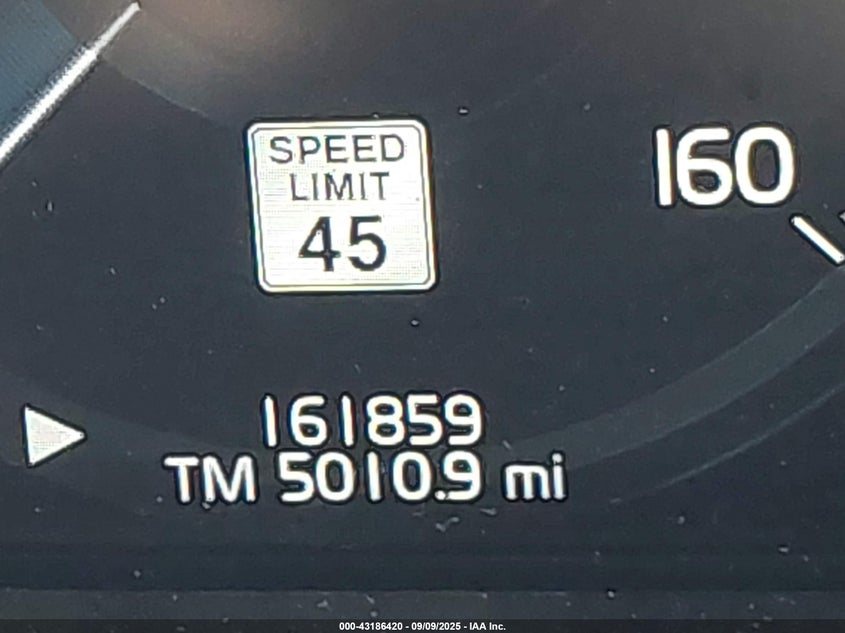 SPEED
LIMIT
45
160
161859
TM 5010.9 mi
000-43186420 - 09/09/2025 - IAA Inc.